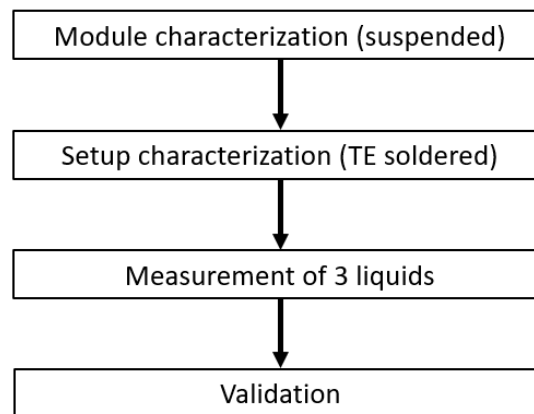 Module characterization (suspended)
Setup characterization (TE soldered)
Measurement of 3 liquids
Validation